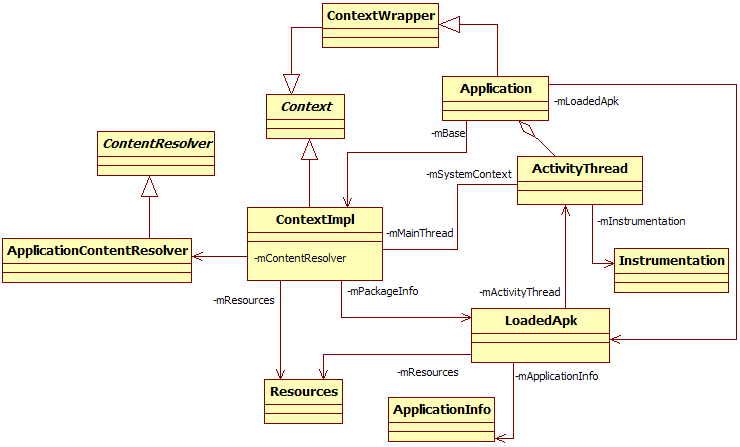 ContextWrapper
Application
-mLoadedApk
Context
-mBase
ContentResolver
ActivityThread
-mSystemContext
ContextImpl
-mInstrumentation
-mMainThread
ApplicationContentResolver
-mContentResolver
Instrumentation
-mResources
-mPackageInfo
-mActivityThread
LoadedApk
-mResources
-mApplicationInfo
Resources
ApplicationInfo